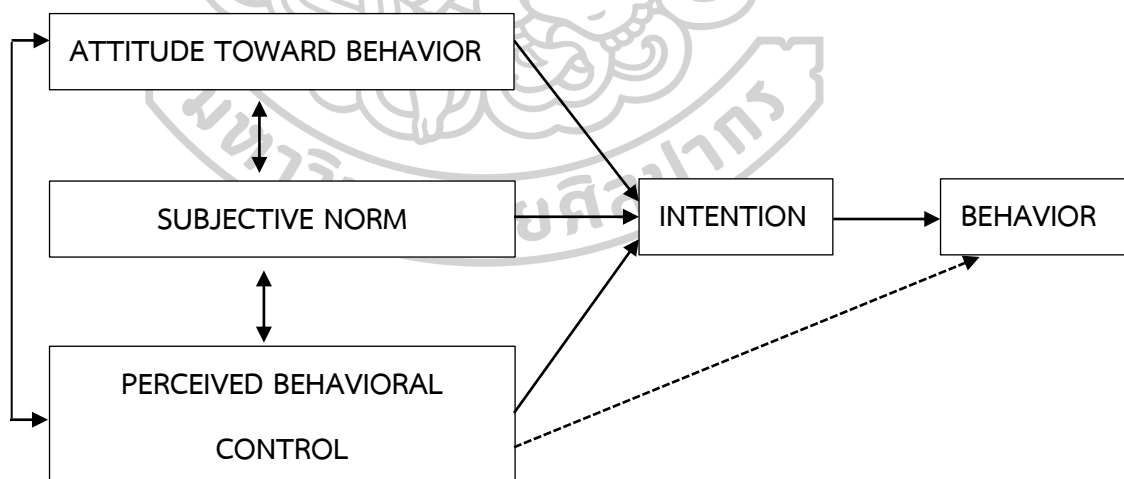 ATTITUDE TOWARD BEHAVIOR
SUBJECTIVE NORM
INTENTION
BEHAVIOR
PERCEIVED BEHAVIORAL
CONTROL